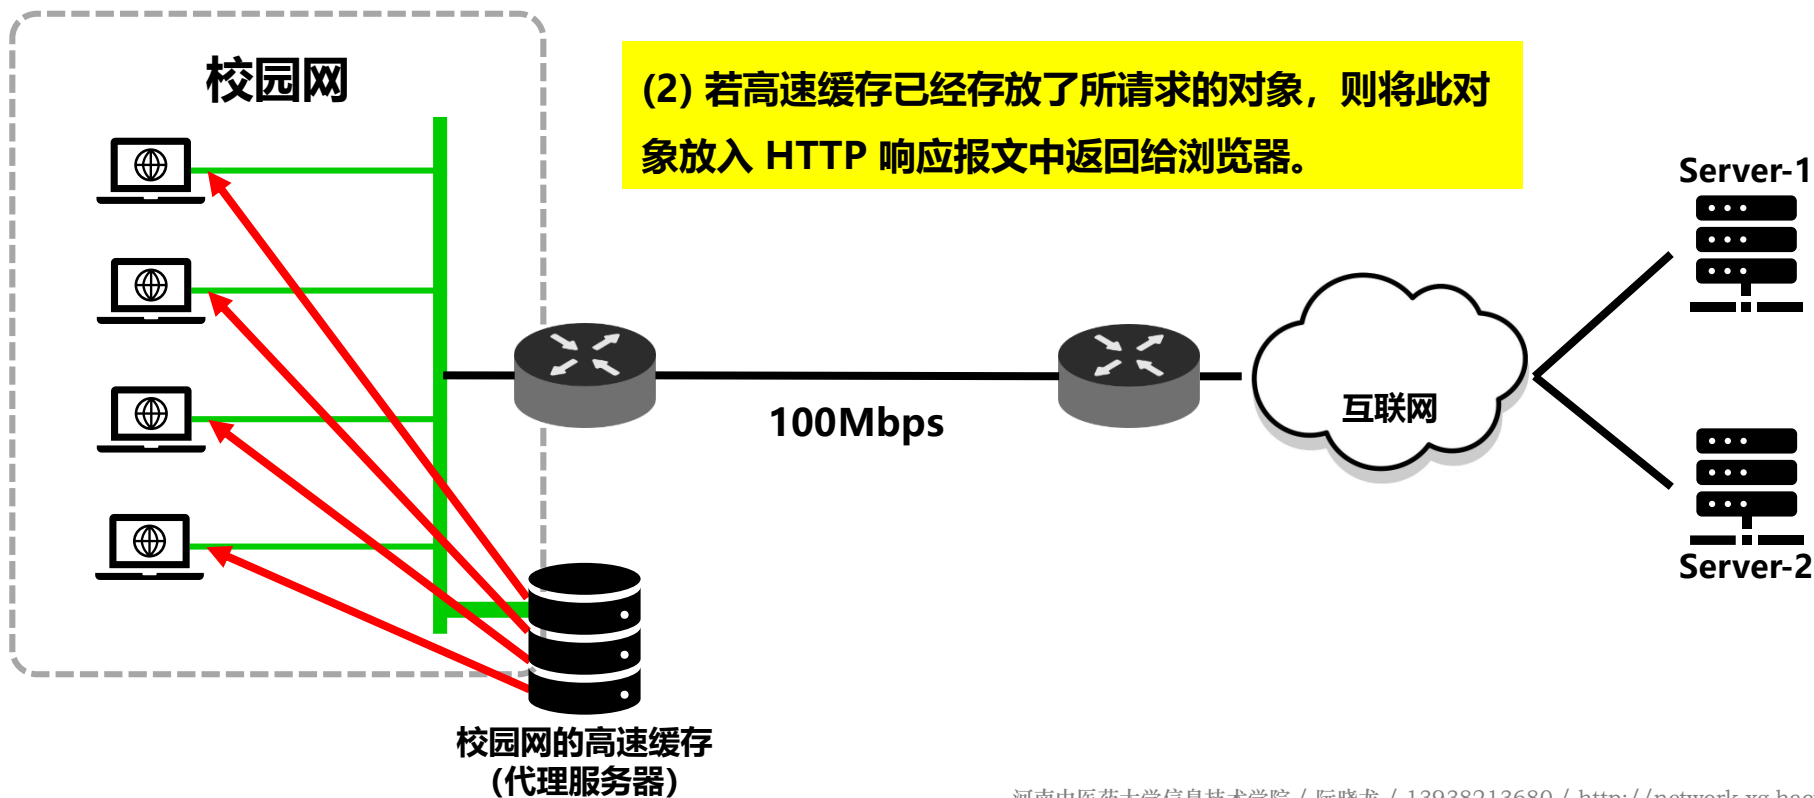 校园网
(2) 若高速缓存已经存放了所请求的对象，则将此对
象放入 HTTP 响应报文中返回给浏览器。
Server-1
100Mbps
互联网
Server-2
校园网的高速缓存
(代理服务器)